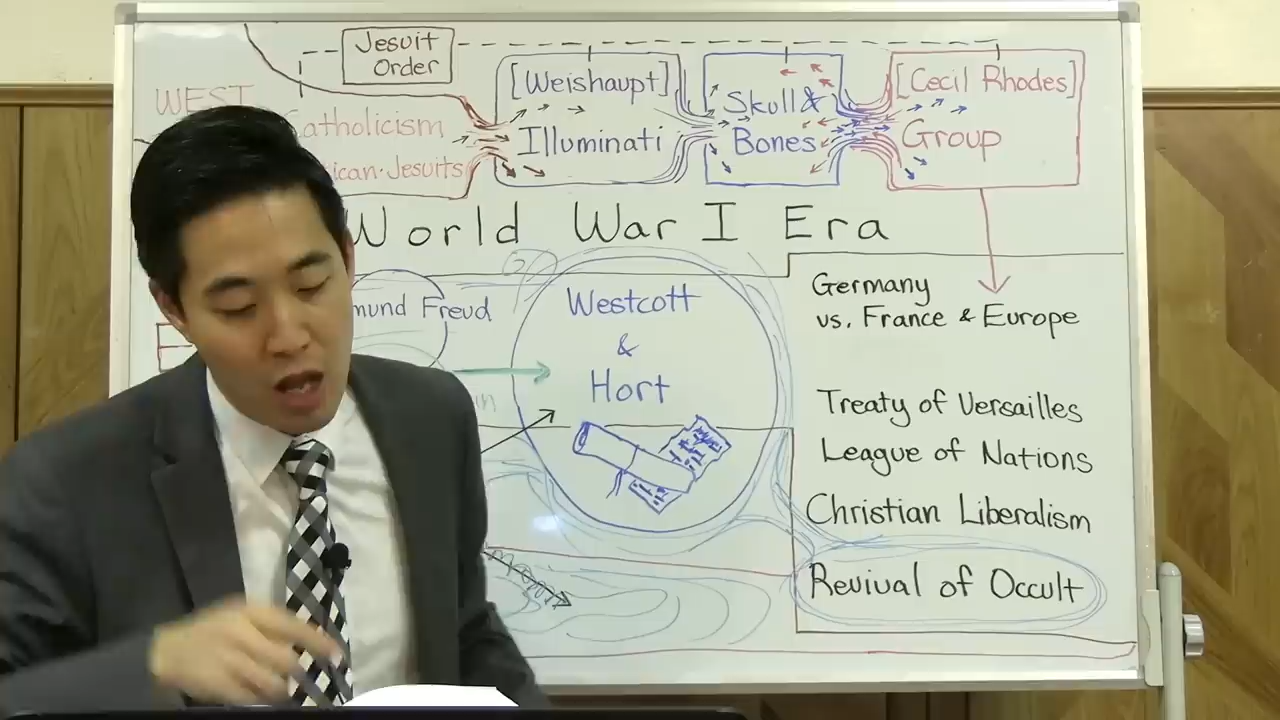 Jesuit
Order
WEST
Catholicism
ican·Jesuits
[Weishaupt]
Illuminati
Skull &
Bones
[Cecil Rhodes]
Group
World War I Era
mund Freud
Westcott
&
Hort
Germany
vs. France & Europe
Treaty of Versailles
League of Nations
Christian Liberalism
Revival of Occult